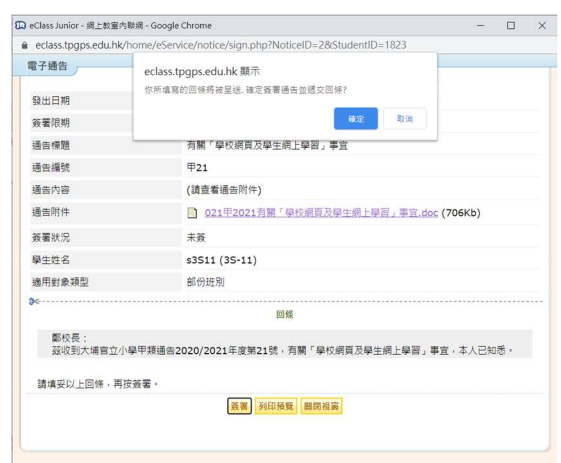 eClass Junior - 網上教室內聯網 - Google Chrome
eclass.tpgps.edu.hk/home/eService/notice/sign.php?NoticeID=2&StudentID=1823
電子通告
eclass.tpgps.edu.hk 顯示
你所填寫的回條將被呈送. 確定簽署通告並遞交回條?
確定 取消
發出日期
簽署限期
通告標題 有關「學校網頁及學生網上學習」事宜
通告編號 甲21
通告內容 (請查看通告附件)
通告附件 021甲2021有關「學校網頁及學生網上學習」事宜.doc (706Kb)
簽署狀況 未簽
學生姓名 s3S11 (3S-11)
適用對象類型 部份班別
回條
鄭校長：
茲收到大埔官立小學甲類通告2020/2021年度第21號，有關「學校網頁及學生網上學習」事宜，本人已知悉。
請填妥以上回條，再按簽署。
簽署 列印預覽 關閉視窗